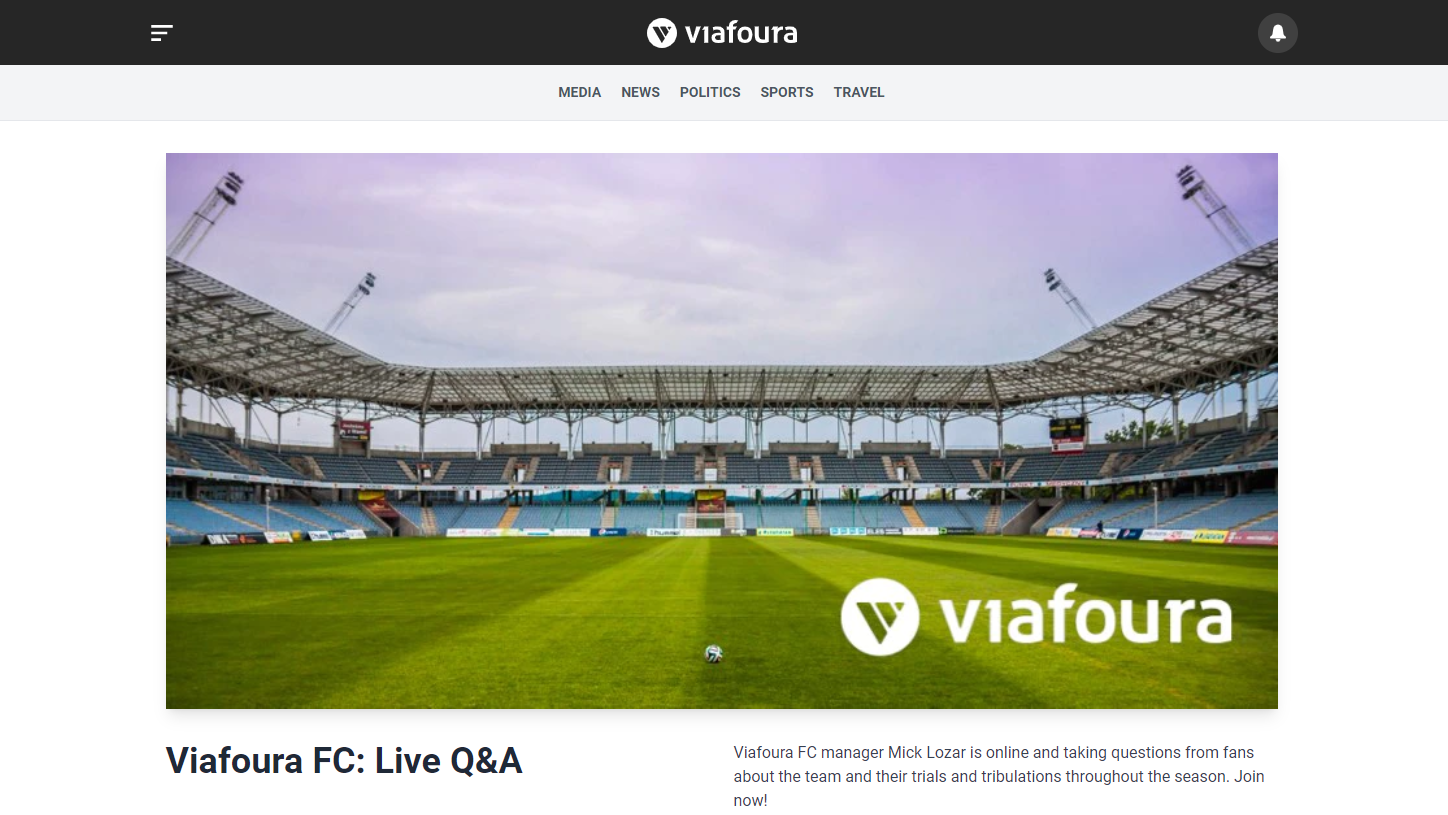 viafoura
MEDIA NEWS POLITICS SPORTS TRAVEL
viafoura
Viafoura FC: Live Q&A
Viafoura FC manager Mick Lozar is online and taking questions from fans
about the team and their trials and tribulations throughout the season. Join
now!